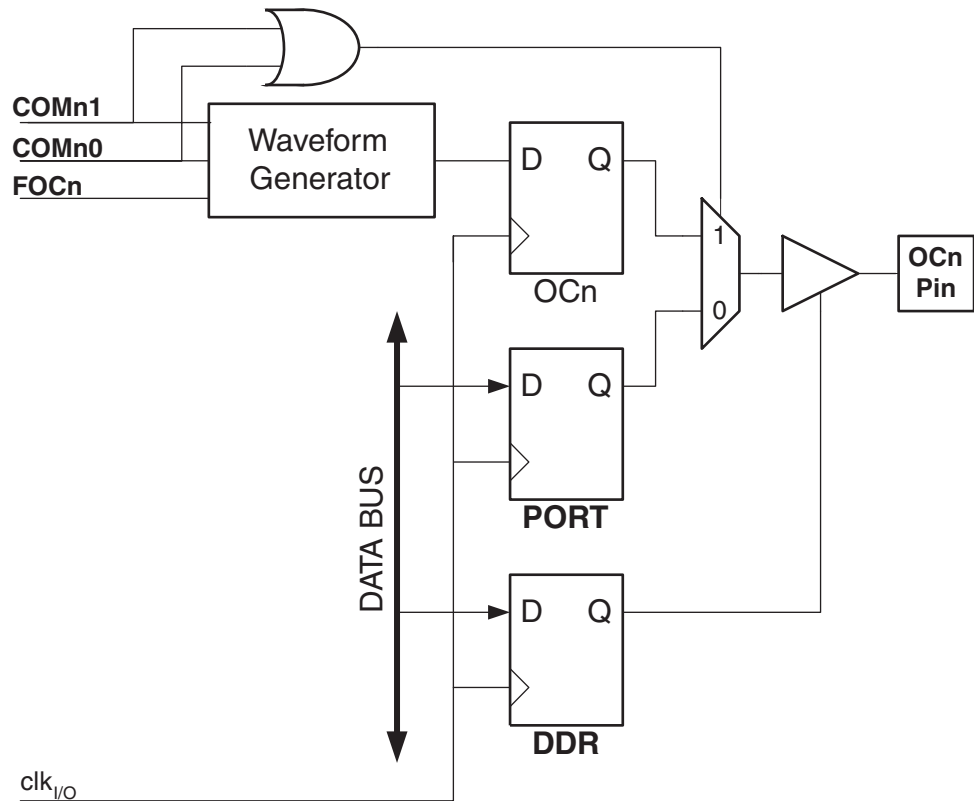 COMn1
COMn0
FOCn
Waveform
Generator
D Q
OCn
1
0
OCn
Pin
D Q
PORT
DATA BUS
D Q
DDR
clkI/O